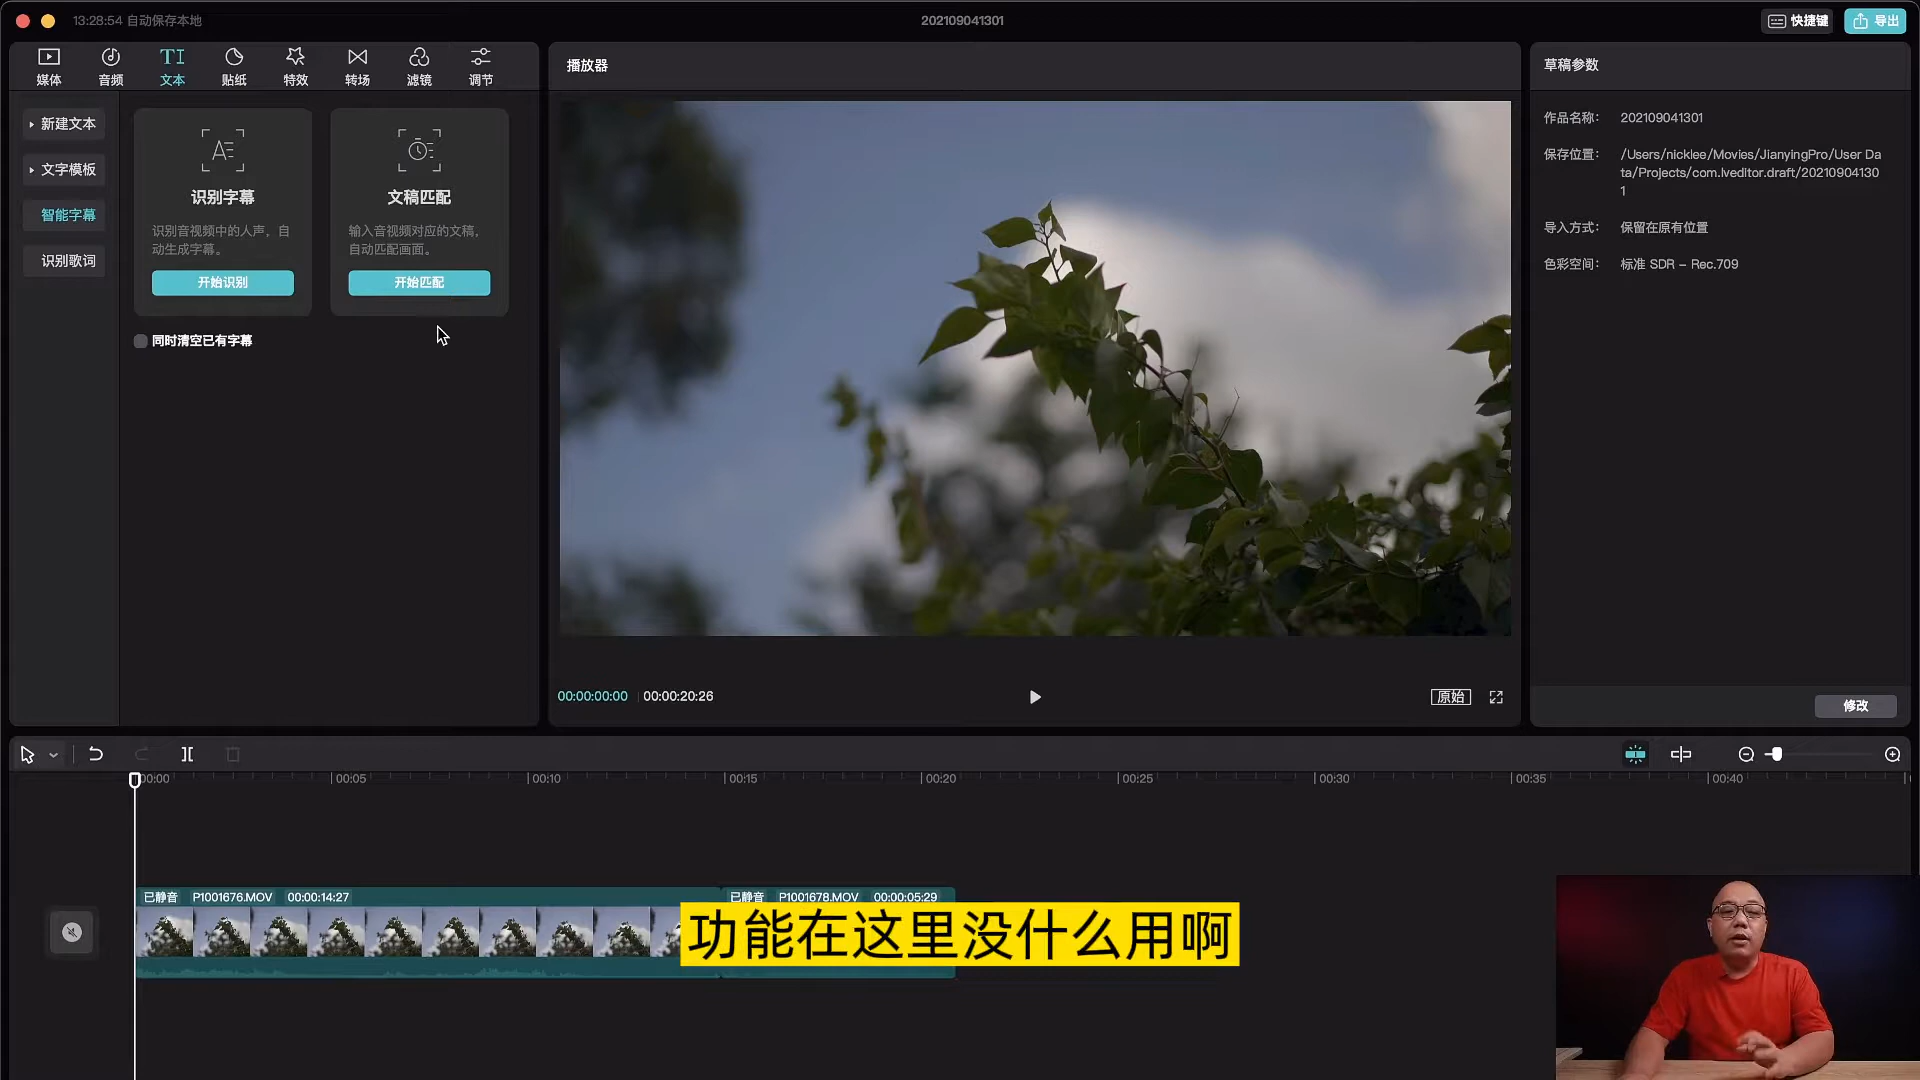 13:28:54 自动保存本地
202109041301
快捷键
导出
媒体
音频
TI
文本
贴纸
特效
转场
滤镜
调节
新建文本
文字模板
智能字幕
识别歌词
识别字幕
识别音视频中的人声，自
动生成字幕。
开始识别
文稿匹配
输入音视频对应的文稿，
自动匹配画面。
开始匹配
同时清空已有字幕
播放器
00:00:00:00
00:00:20:26
原始
草稿参数
作品名称：
202109041301
保存位置：
/Users/nicklee/Movies/JianyingPro/User Da
ta/Projects/com.lveditor.draft/20210904130
1
导入方式：
保留在原有位置
色彩空间：
标准 SDR – Rec.709
修改
00:00
00:05
00:10
00:15
00:20
00:25
00:30
00:35
00:40
已静音 P1001676.MOV 00:00:14:27
已静音 P1001678.MOV 00:00:05:29
功能在这里没什么用啊